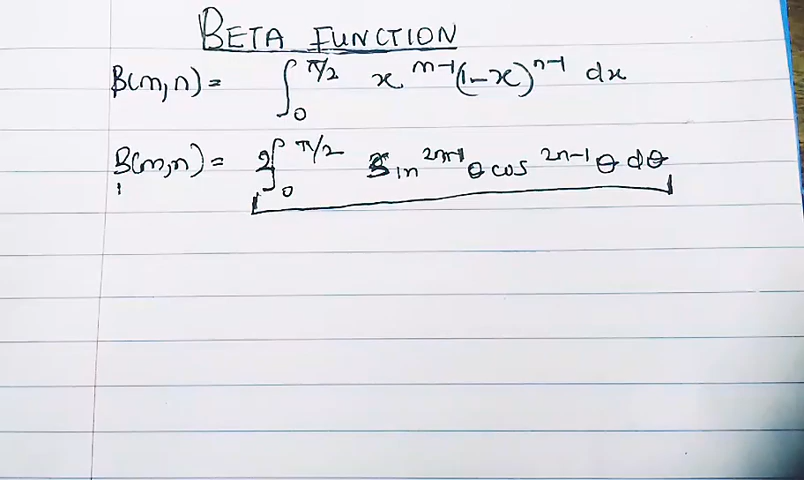 BETA FUNCTION
B(m,n) = ∫₀^π/2 x^m-1 (1-x)^n-1 dx
B(m,n) = 2∫₀^π/2 Sin^2m-1 θ cos^2n-1 θ dθ